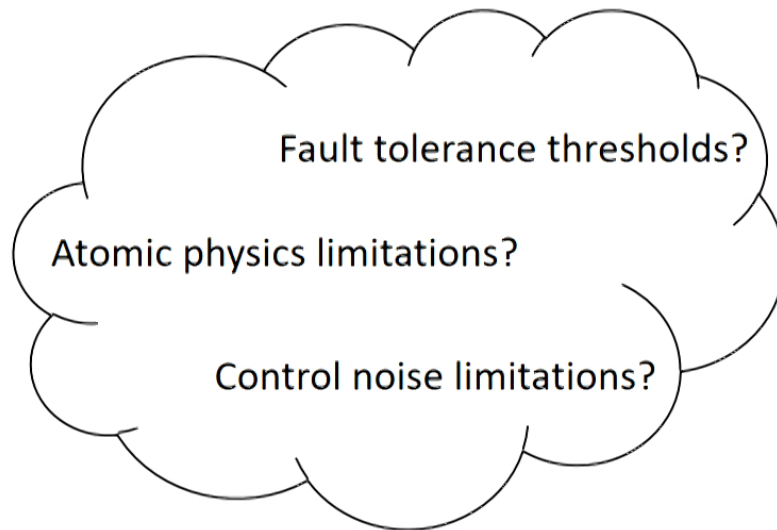 Fault tolerance thresholds?
Atomic physics limitations?
Control noise limitations?